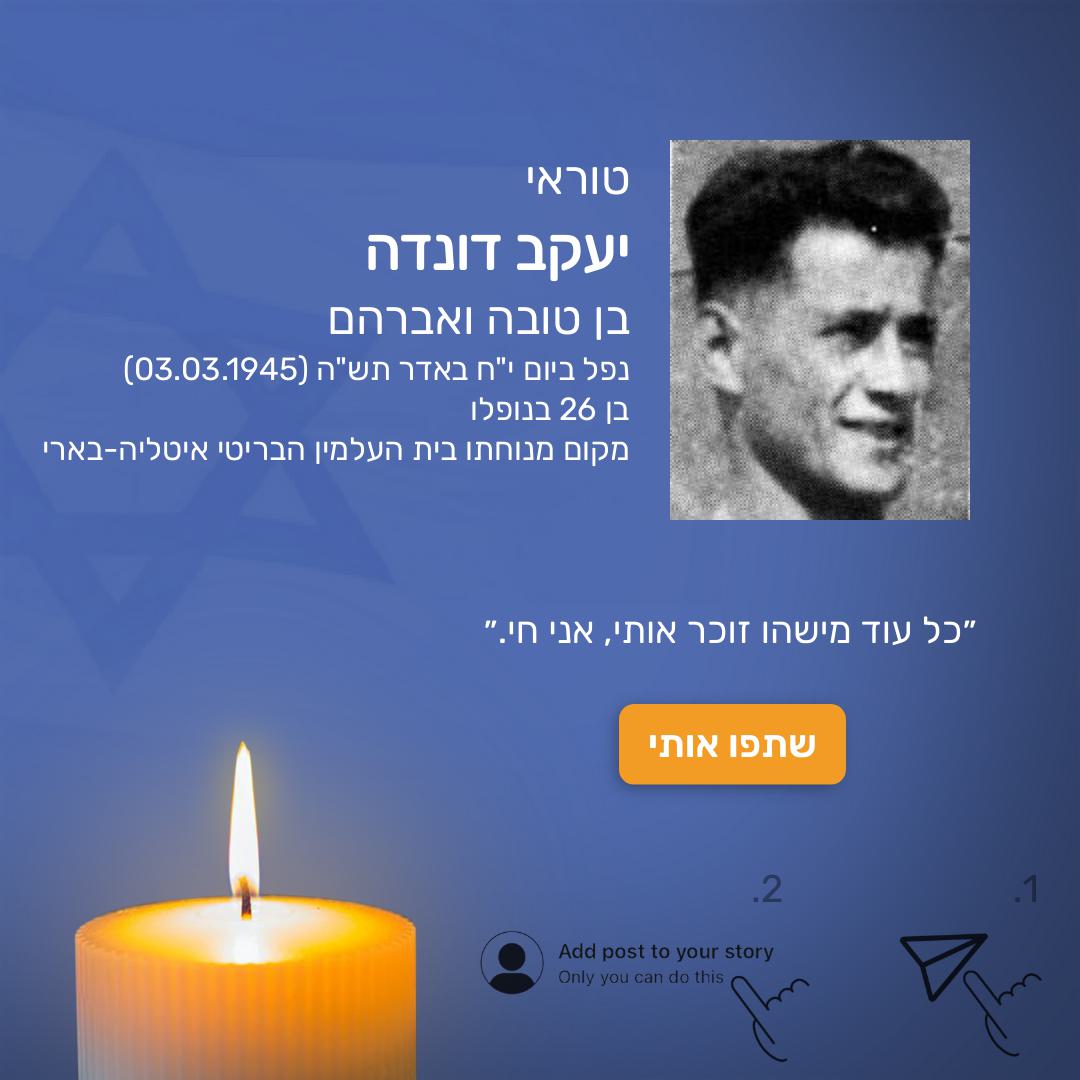 טוראי
יעקב דונדה
בן טובה ואברהם
נפל ביום י"ח באדר תש"ה (03.03.1945)
בן 26 בנופלו
מקום מנוחתו בית העלמין הבריטי איטליה-בארי
״כל עוד מישהו זוכר אותי, אני חי.״
שתפו אותי
1.
2.
Add post to your story
Only you can do this